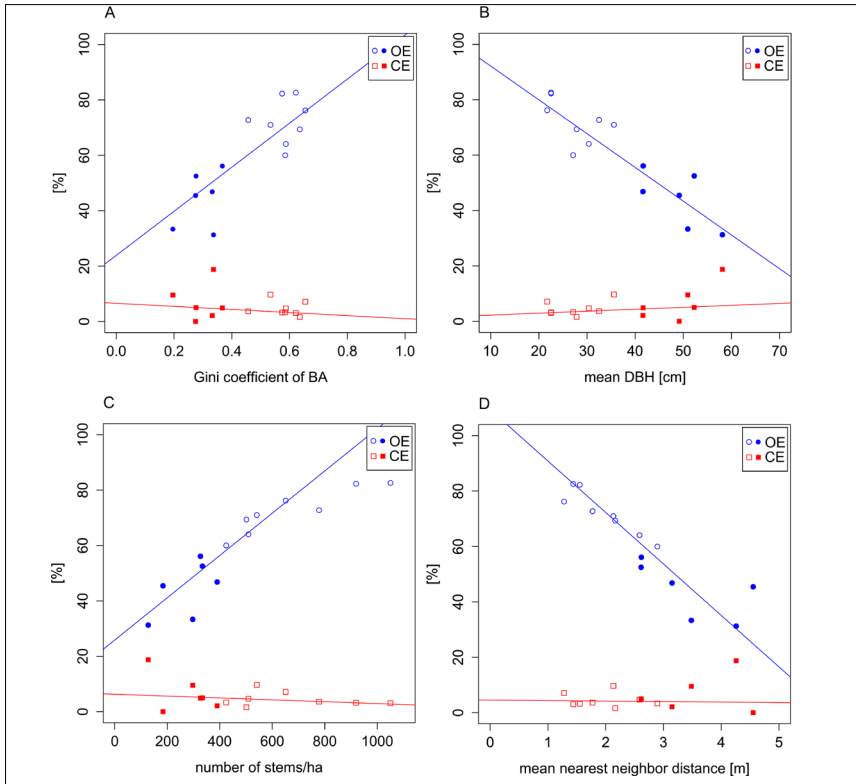 A
B
100
80
60
40
20
0
[%]
OE
CE
0.0 0.2 0.4 0.6 0.8 1.0
Gini coefficient of BA
100
80
60
40
20
0
[%]
OE
CE
10 20 30 40 50 60 70
mean DBH [cm]
C
D
100
80
60
40
20
0
[%]
OE
CE
0 200 400 600 800 1000
number of stems/ha
100
80
60
40
20
0
[%]
OE
CE
0 1 2 3 4 5
mean nearest neighbor distance [m]